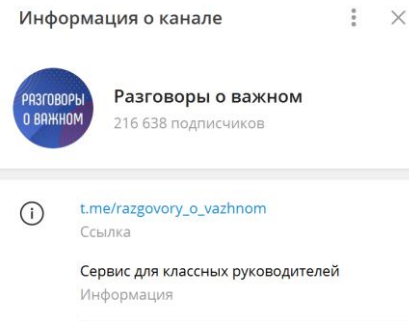 Информация о канале
РАЗГОВОРЫ
О ВАЖНОМ
Разговоры о важном
216 638 подписчиков
t.me/razgovory_o_vazhnom
Ссылка
Сервис для классных руководителей
Информация